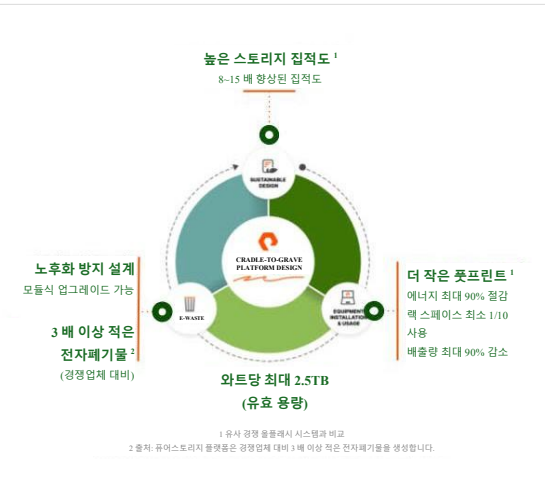 높은 스토리지 집적도 1
8~15 배 향상된 집적도
SUSTAINABLE
DESIGN
CRADLE-TO-GRAVE
PLATFORM DESIGN
노후화 방지 설계
모듈식 업그레이드 가능
3 배 이상 적은
전자폐기물 2
(경쟁업체 대비)
E-WASTE
EQUIPMENT
INSTALLATION
& USAGE
더 작은 풋프린트 1
에너지 최대 90% 절감
랙 스페이스 최소 1/10
사용
배출량 최대 90% 감소
와트당 최대 2.5TB
(유효 용량)
1 유사 경쟁 올플래시 시스템과 비교
2 출처: 퓨어스토리지 플랫폼은 경쟁업체 대비 3 배 이상 적은 전자폐기물을 생성합니다.